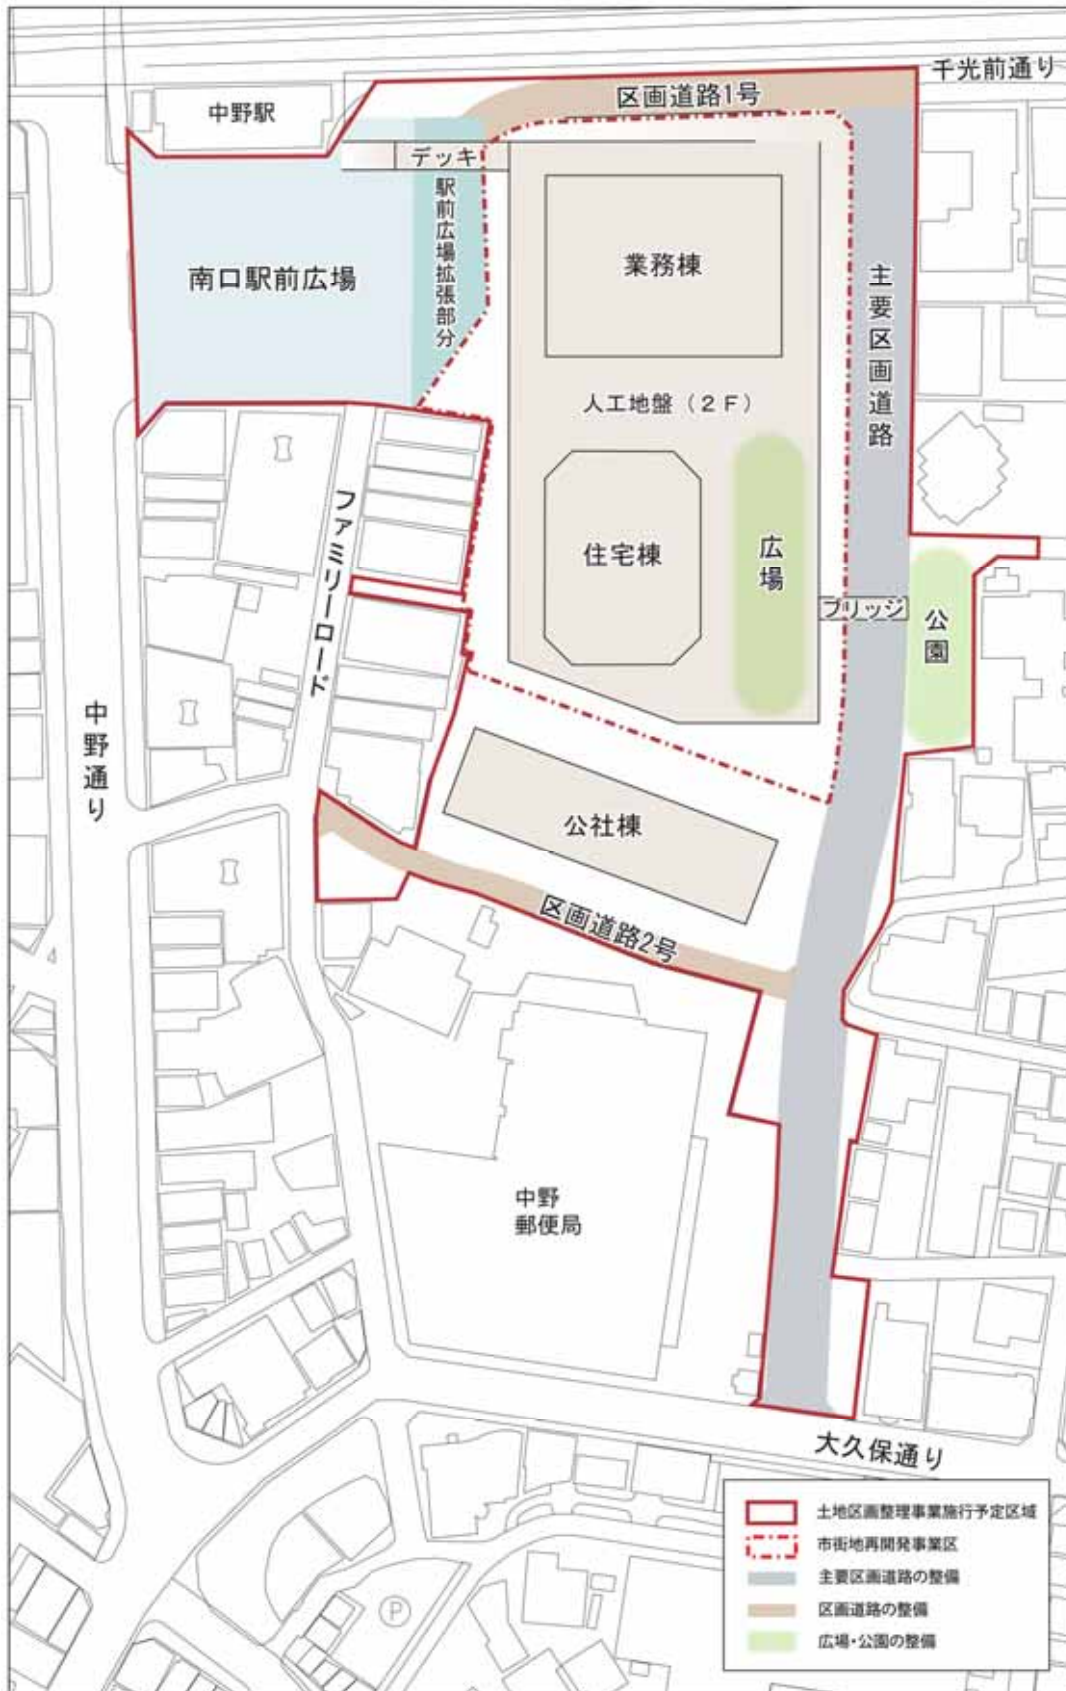 千光前通り
区画道路1号
中野駅
デッキ
駅前広場拡張部分
南口駅前広場
業務棟
主要区画道路
人工地盤（２Ｆ）
ファミリーロード
住宅棟
広場
ブリッジ
公園
中野通り
公社棟
区画道路2号
中野
郵便局
大久保通り
P
土地区画整理事業施行予定区域
市街地再開発事業区
主要区画道路の整備
区画道路の整備
広場・公園の整備